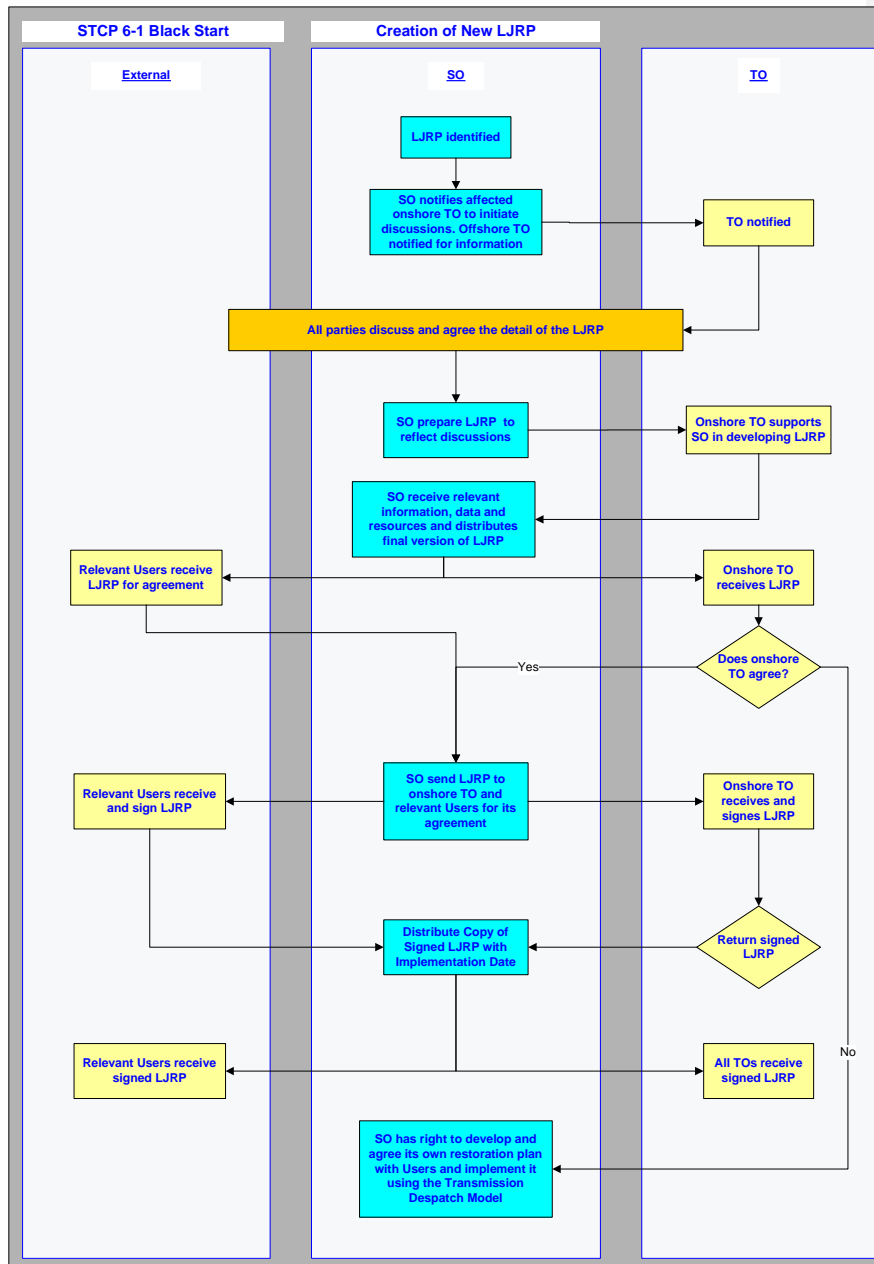 STCP 6-1 Black Start
Creation of New LJRP
External
SO
TO
LJRP identified
SO notifies affected
onshore TO to initiate
discussions. Offshore TO
notified for information
TO notified
All parties discuss and agree the detail of the LJRP
SO prepare LJRP to
reflect discussions
Onshore TO supports
SO in developing LJRP
SO receive relevant
information, data and
resources and distributes
final version of LJRP
Relevant Users receive
LJRP for agreement
Onshore TO
receives LJRP
Does onshore
TO agree?
Yes
SO send LJRP to
onshore TO and
relevant Users for its
agreement
Relevant Users receive
and sign LJRP
Onshore TO
receives and
signes LJRP
Distribute Copy of
Signed LJRP with
Implementation Date
Return signed
LJRP
No
Relevant Users receive
signed LJRP
All TOs receive
signed LJRP
SO has right to develop and
agree its own restoration plan
with Users and implement it
using the Transmission
Despatch Model